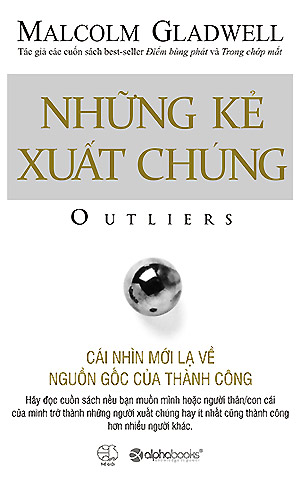 MALCOLM GLADWELL
Tác giả các cuốn sách best-seller Điểm bùng phát và Trong chớp mắt
NHỮNG KẺ
XUẤT CHÚNG
OUTLIERS
CÁI NHÌN MỚI LẠ VỀ
NGUỒN GỐC CỦA THÀNH CÔNG
Hãy đọc cuốn sách nếu bạn muốn mình hoặc người thân/con cái
của mình trở thành những người xuất chúng hay ít nhất cũng thành công
hơn nhiều người khác.
THẾ GIỚI
alphabooks